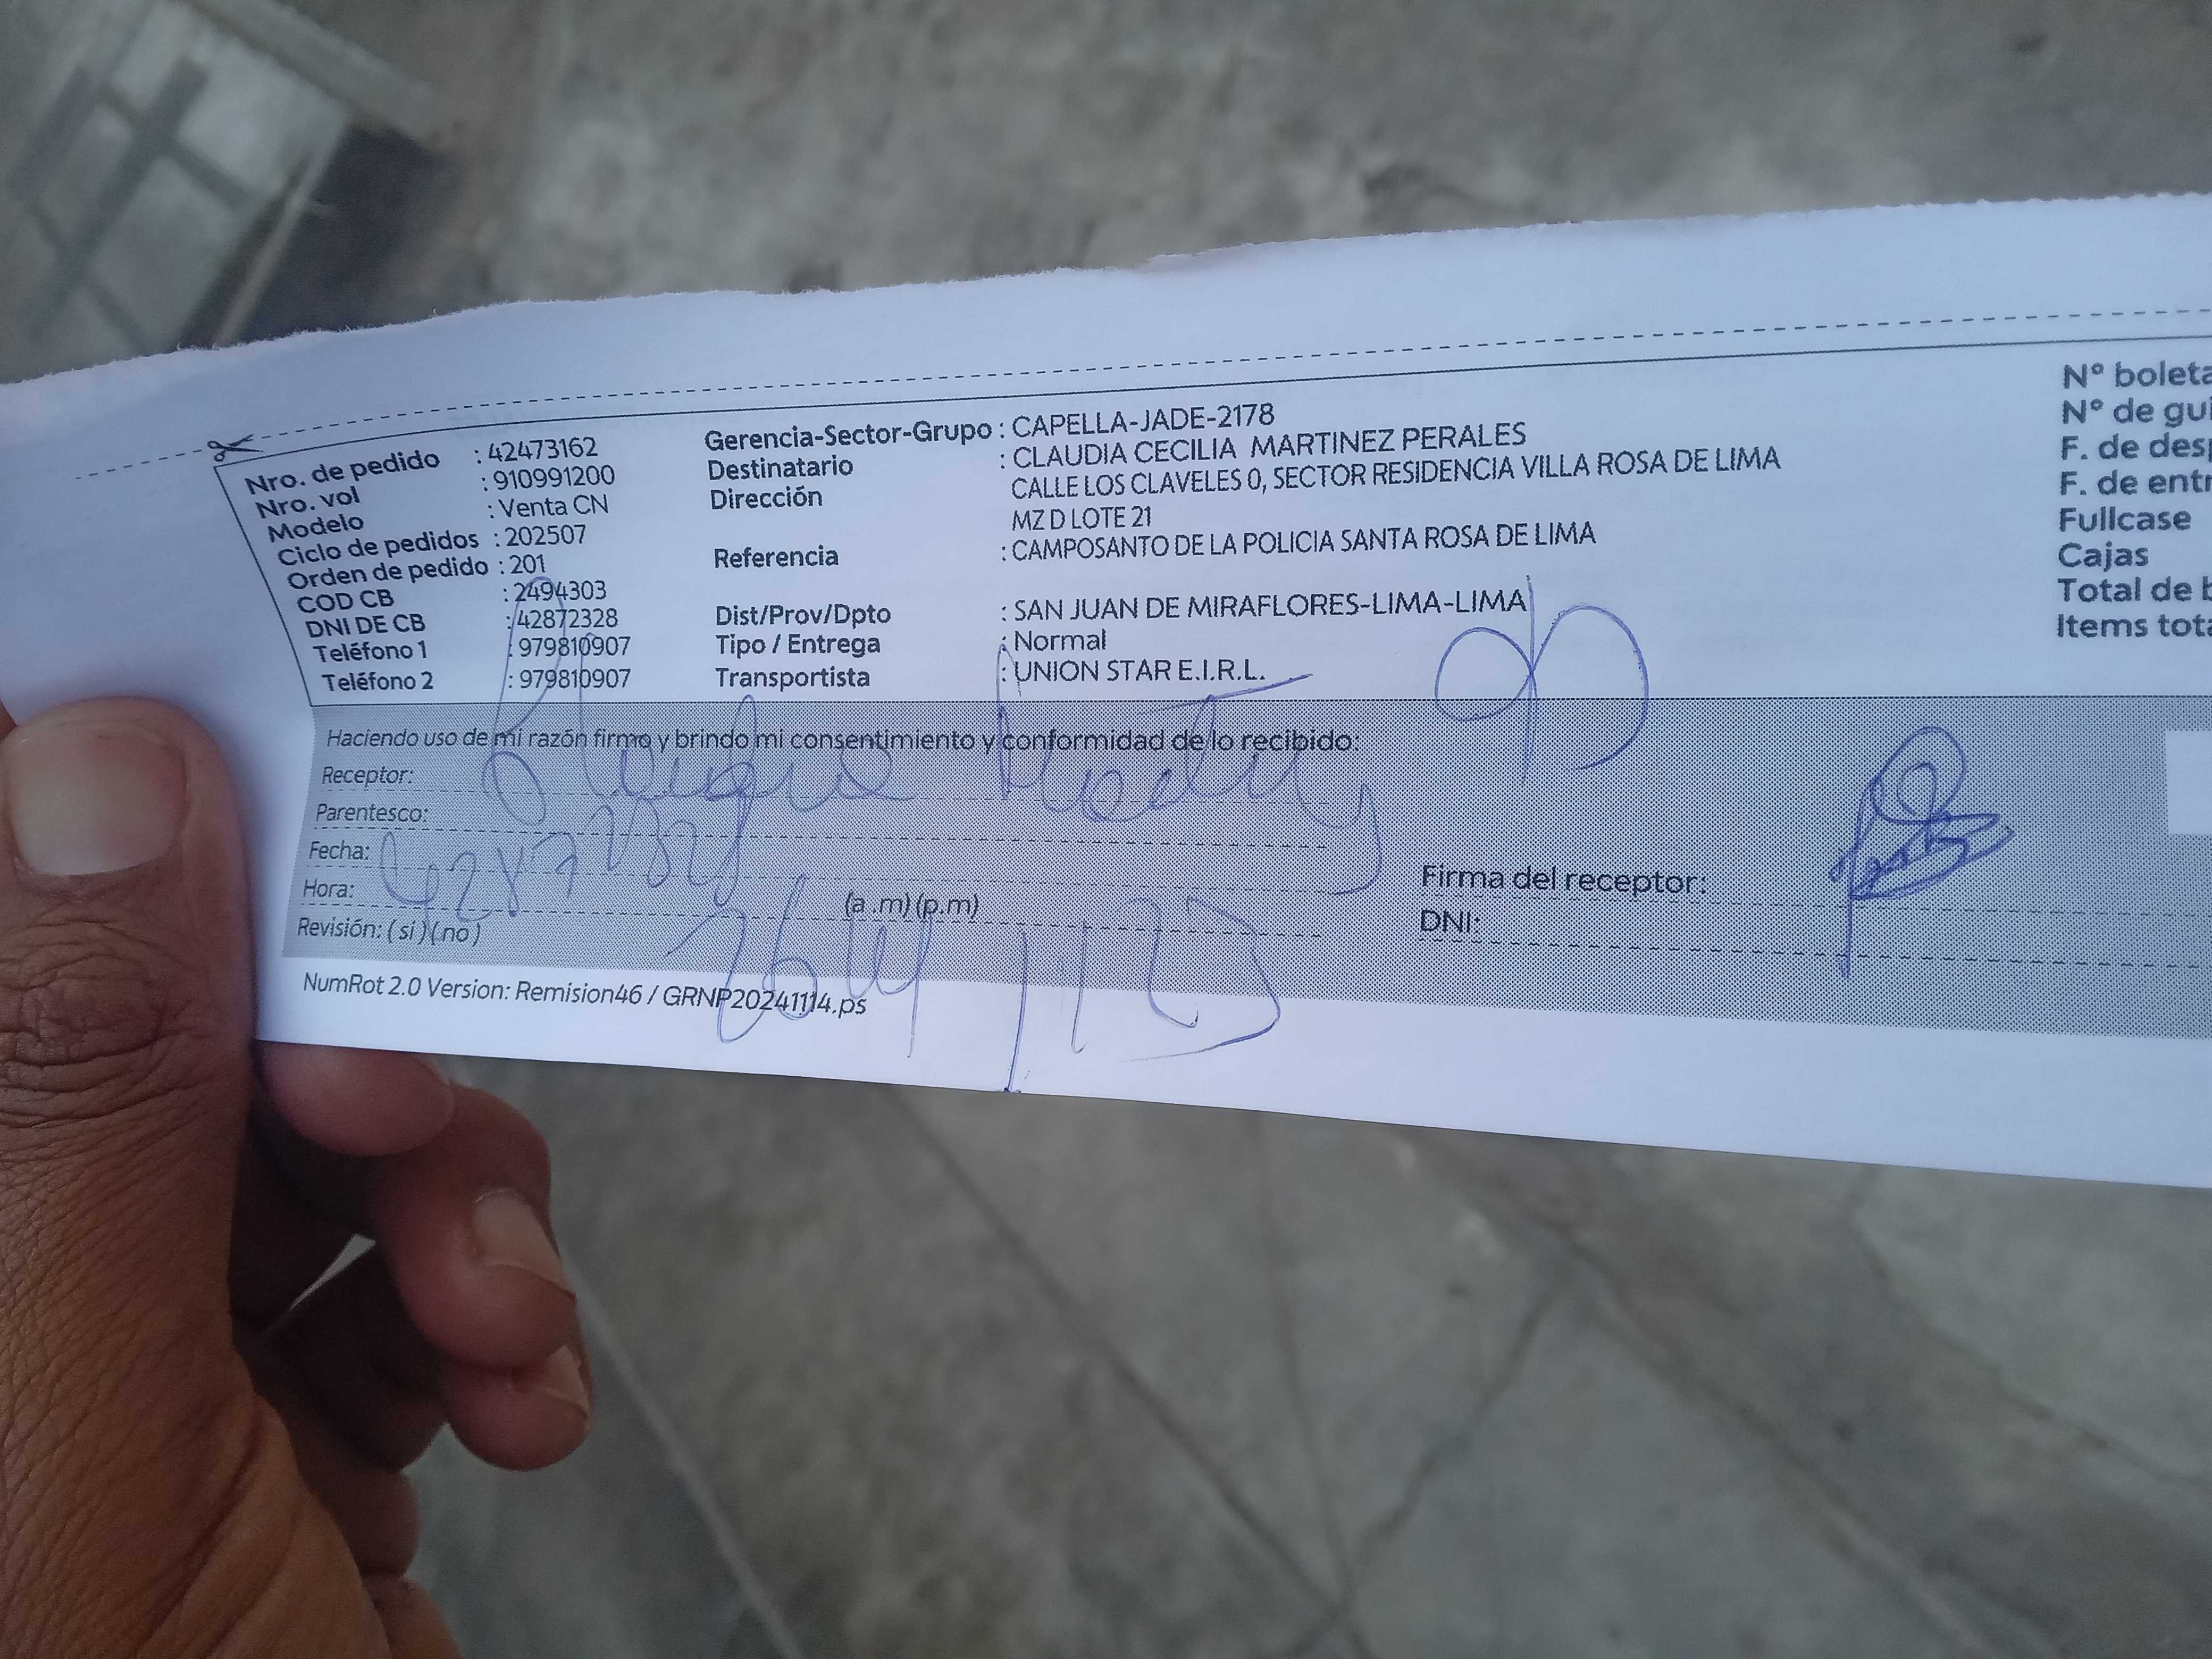 Nro. de pedido : 42473162
Nro. vol : 910991200
Modelo : Venta CN
Ciclo de pedidos : 202507
Orden de pedido : 201
COD CB : 2494303
DNI DE CB : 42872328
Teléfono 1 : 979810907
Teléfono 2 : 979810907
Gerencia-Sector-Grupo : CAPELLA-JADE-2178
Destinatario : CLAUDIA CECILIA MARTINEZ PERALES
Dirección CALLE LOS CLAVELES 0, SECTOR RESIDENCIA VILLA ROSA DE LIMA
MZ D LOTE 21
Referencia : CAMPOSANTO DE LA POLICIA SANTA ROSA DE LIMA
Dist/Prov/Dpto : SAN JUAN DE MIRAFLORES-LIMA-LIMA
Tipo / Entrega : Normal
Transportista : UNION STAR E.I.R.L.
N° boleta
N° de gui
F. de desp
F. de entr
Fullcase
Cajas
Total de b
Items tota
Haciendo uso de mi razón firmo y brindo mi consentimiento y conformidad de lo recibido:
Receptor:
Parentesco:
Fecha:
Hora: (a .m) (p.m)
Revisión: ( si ) ( no )
Firma del receptor:
DNI:
NumRot 2.0 Version: Remision46 / GRNP20241114.ps